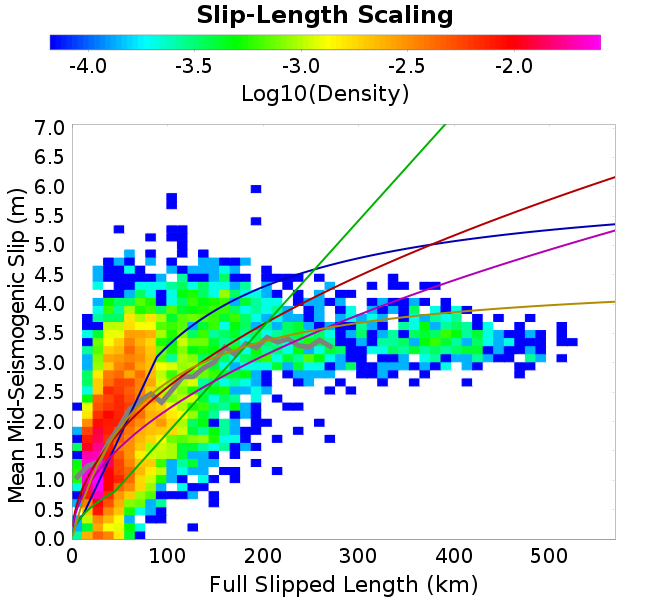 Slip-Length Scaling
-4.0 -3.5 -3.0 -2.5 -2.0
Log10(Density)
7.0
6.5
6.0
5.5
5.0
4.5
4.0
3.5
3.0
2.5
2.0
1.5
1.0
0.5
0.0
Mean Mid-Seismogenic Slip (m)
0 100 200 300 400 500
Full Slipped Length (km)